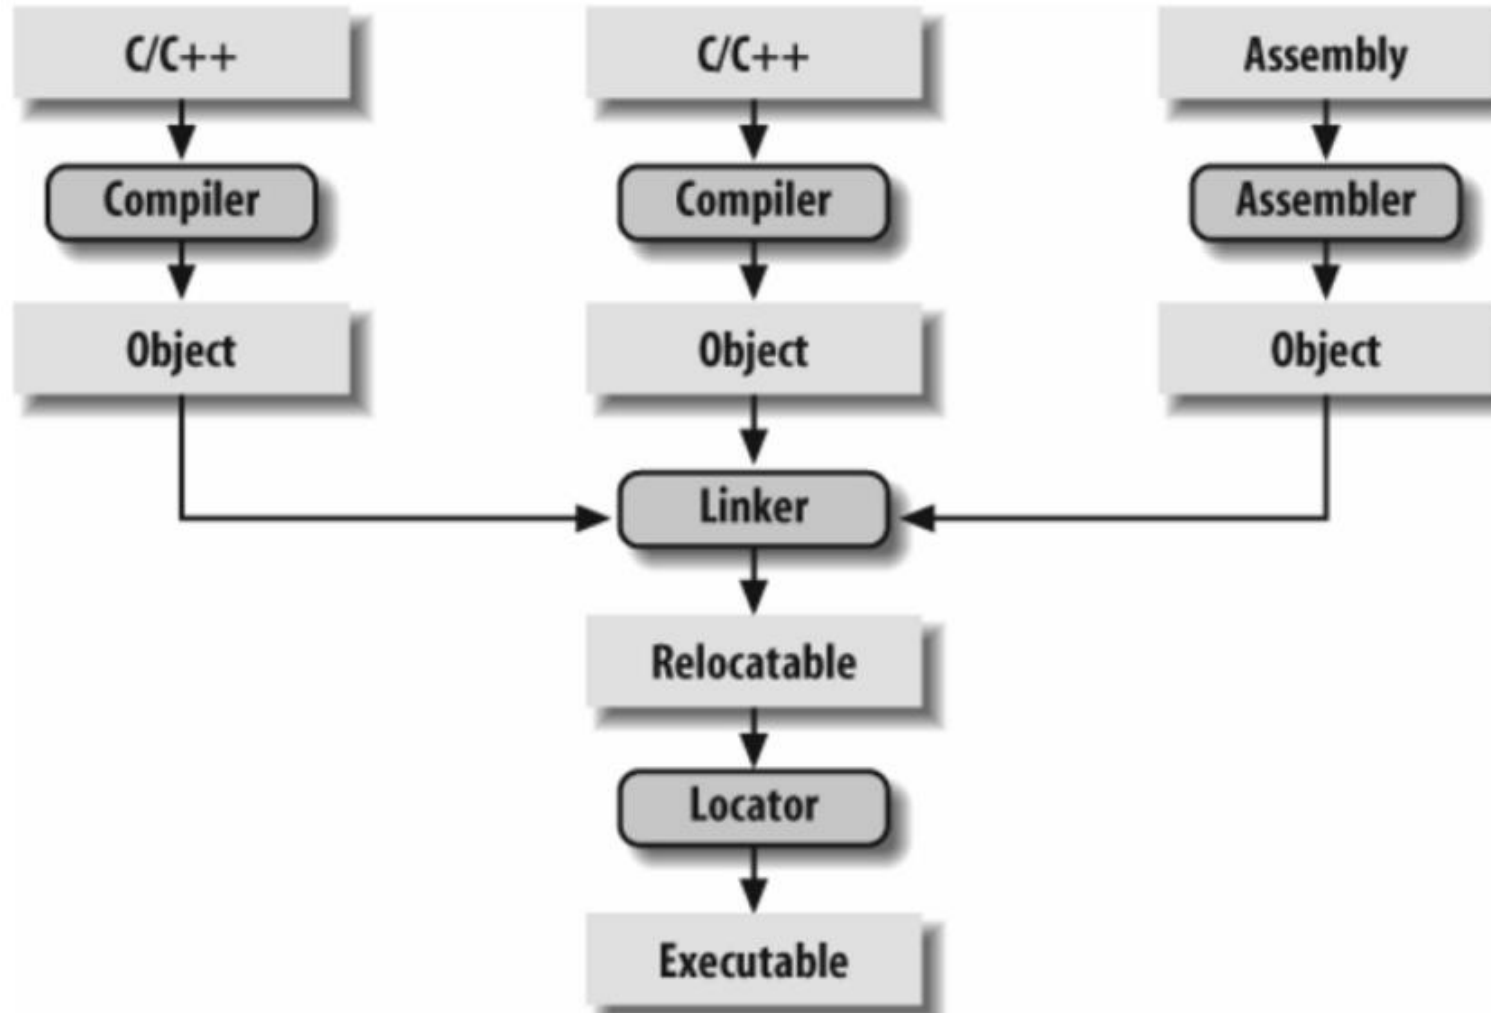 C/C++
C/C++
Assembly
Compiler
Compiler
Assembler
Object
Object
Object
Linker
Relocatable
Locator
Executable